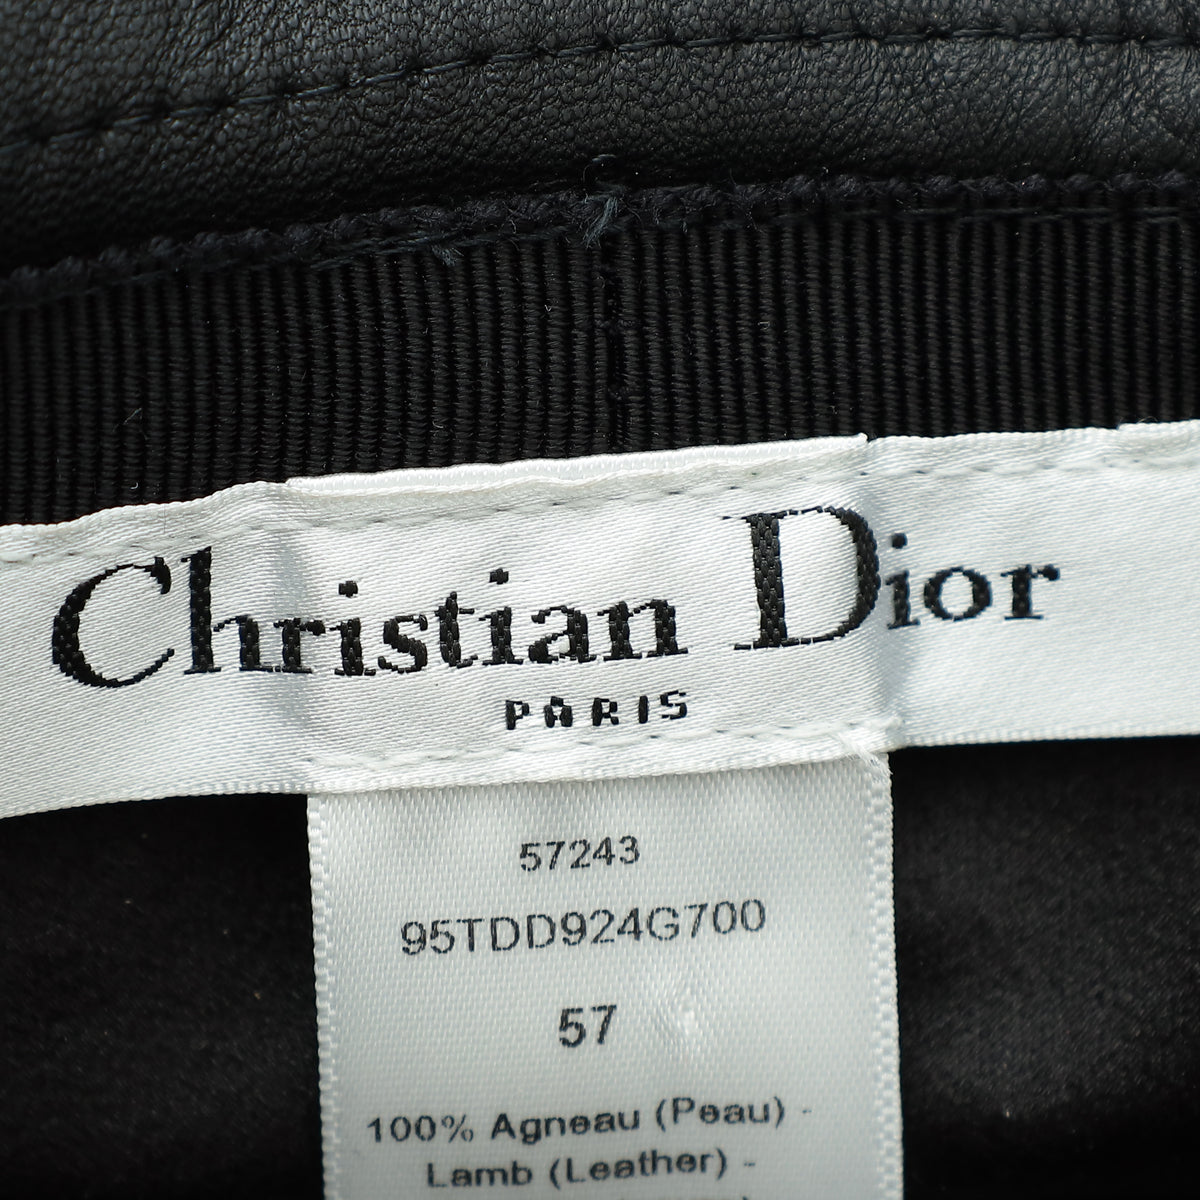 Christian Dior
PARIS
57243
95TDD924G700
57
100% Agneau (Peau) -
Lamb (Leather) -